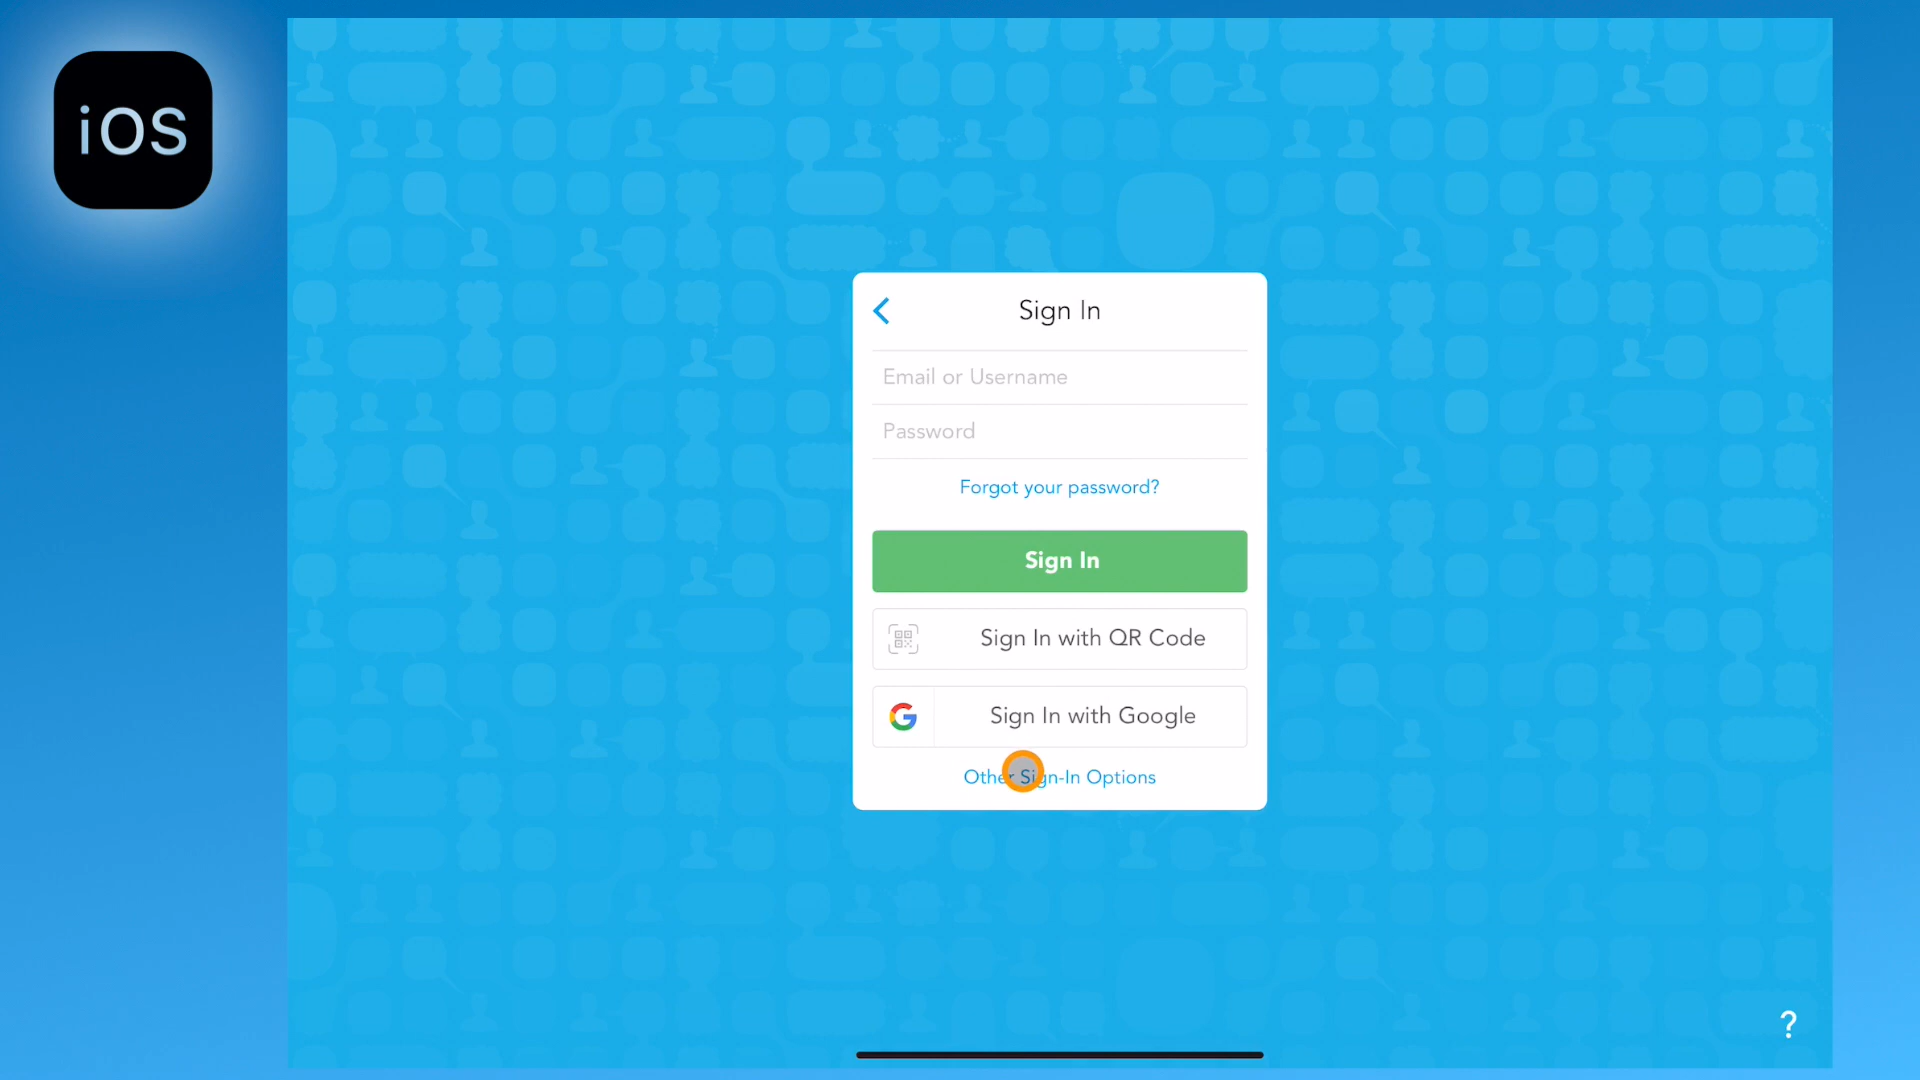 iOS
Sign In
Email or Username
Password
Forgot your password?
Sign In
Sign In with QR Code
G Sign In with Google
Other Sign-In Options
?